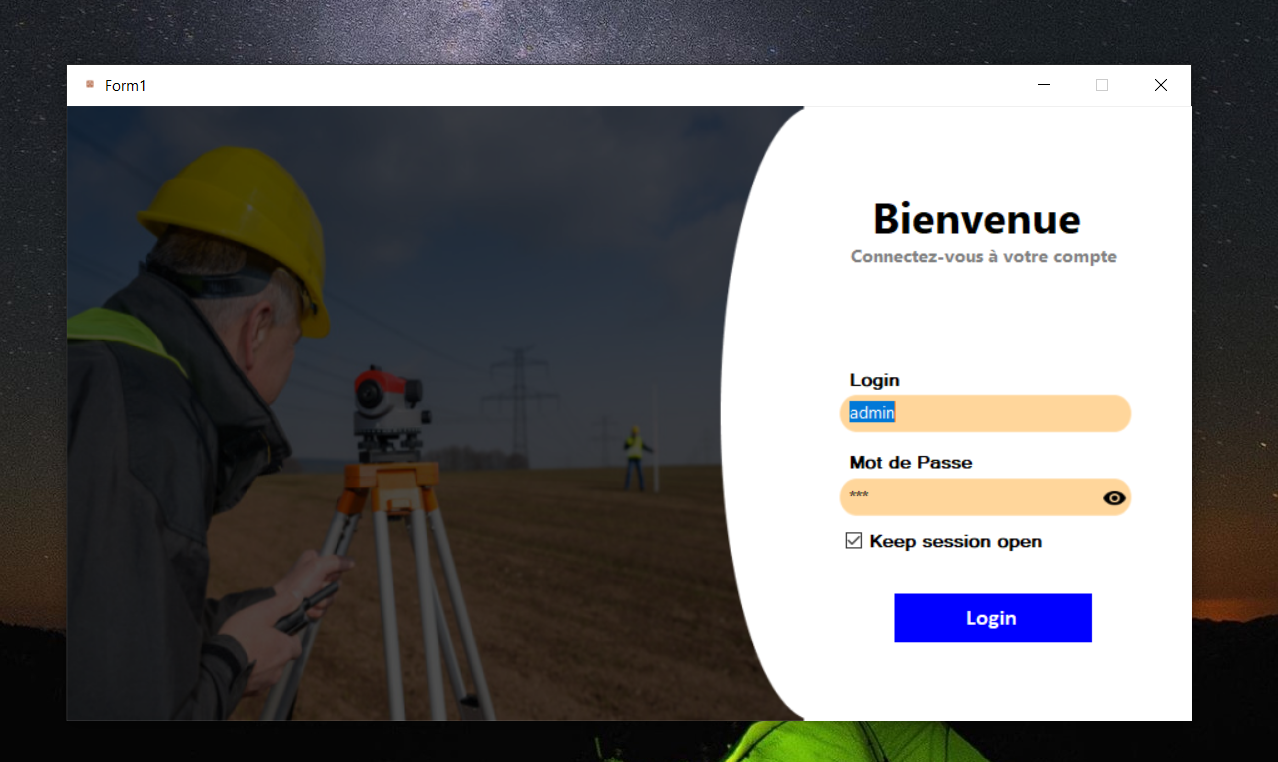 Form1
Bienvenue
Connectez-vous à votre compte
Login
admin
Mot de Passe
***
Keep session open
Login